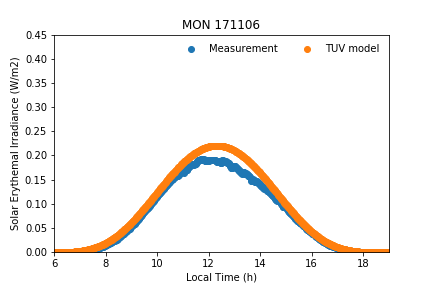 MON 171106
Measurement TUV model
Solar Erythemal Irradiance (W/m2)
0.45
0.40
0.35
0.30
0.25
0.20
0.15
0.10
0.05
0.00
6 8 10 12 14 16 18
Local Time (h)